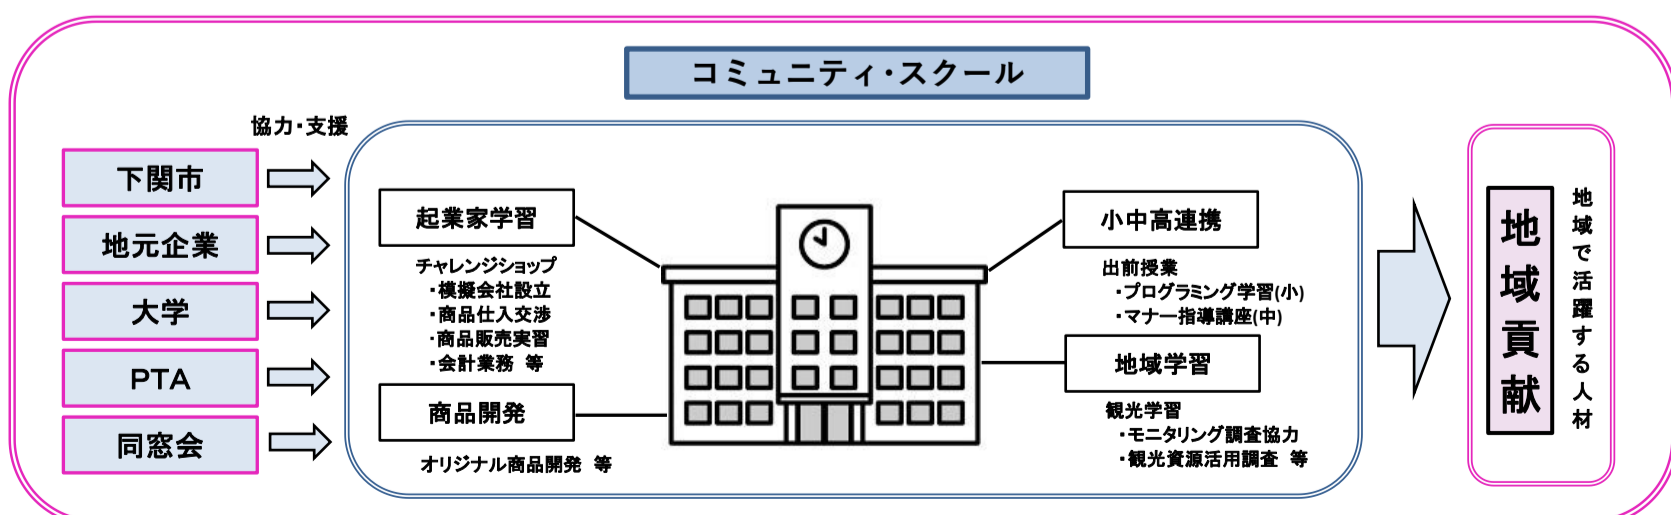 コミュニティ・スクール
協力・支援
下関市
地元企業
大学
PTA
同窓会
起業家学習
チャレンジショップ
・模擬会社設立
・商品仕入交渉
・商品販売実習
・会計業務 等
商品開発
オリジナル商品開発 等
小中高連携
出前授業
・プログラミング学習(小)
・マナー指導講座(中)
地域学習
観光学習
・モニタリング調査協力
・観光資源活用調査 等
地域貢献
地域で活躍する人材